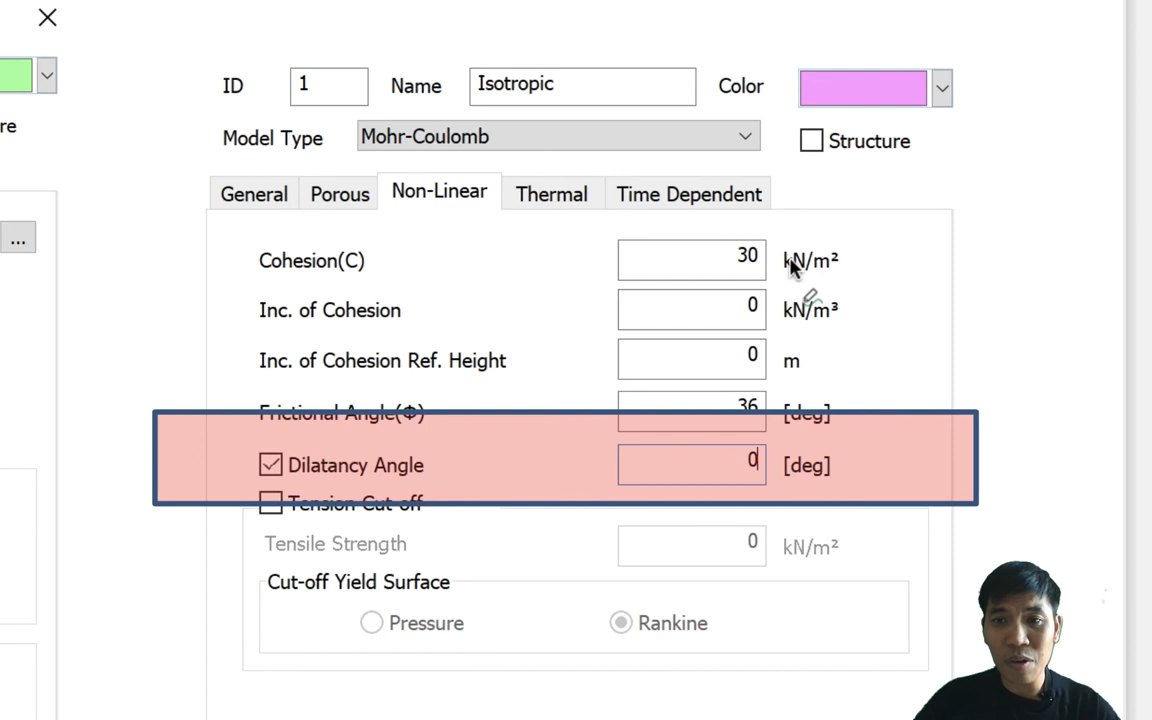 re
...
ID 1 Name Isotropic Color
Model Type Mohr-Coulomb Structure
General Porous Non-Linear Thermal Time Dependent
Cohesion(C) 30 kN/m²
Inc. of Cohesion 0 kN/m³
Inc. of Cohesion Ref. Height 0 m
Frictional Angle(Φ) 36 [deg]
Dilatancy Angle 0 [deg]
Tension Cut-off
Tensile Strength 0 kN/m²
Cut-off Yield Surface
Pressure Rankine